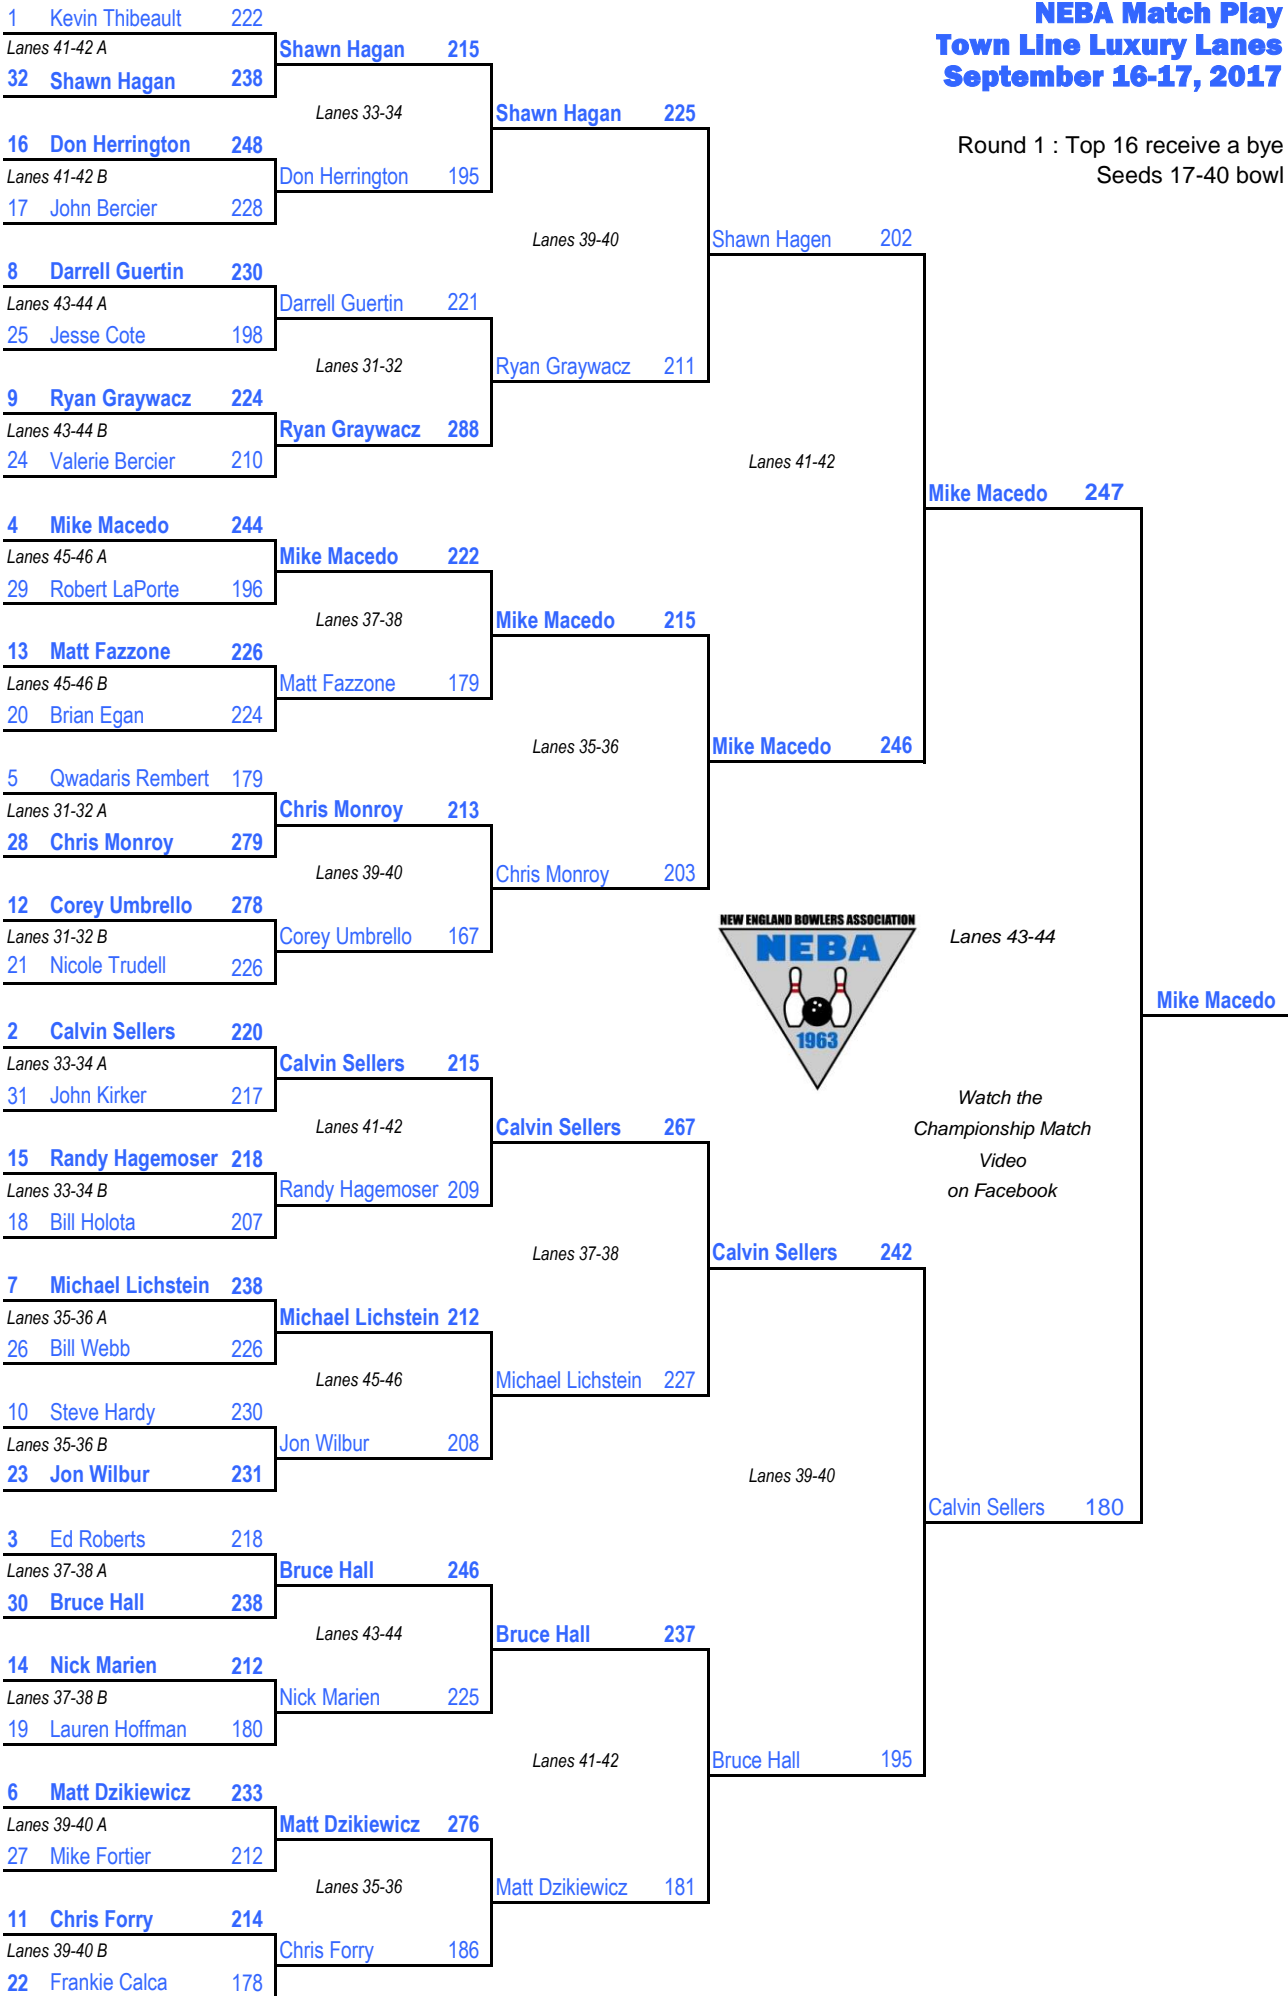 NEBA Match Play
Town Line Luxury Lanes
September 16-17, 2017
Round 1 : Top 16 receive a bye
Seeds 17-40 bowl
1 Kevin Thibeault 222
Lanes 41-42 A
32 Shawn Hagan 238
16 Don Herrington 248
Lanes 41-42 B
17 John Bercier 228
8 Darrell Guertin 230
Lanes 43-44 A
25 Jesse Cote 198
9 Ryan Graywacz 224
Lanes 43-44 B
24 Valerie Bercier 210
4 Mike Macedo 244
Lanes 45-46 A
29 Robert LaPorte 196
13 Matt Fazzone 226
Lanes 45-46 B
20 Brian Egan 224
5 Qwadaris Rembert 179
Lanes 31-32 A
28 Chris Monroy 279
12 Corey Umbrello 278
Lanes 31-32 B
21 Nicole Trudell 226
2 Calvin Sellers 220
Lanes 33-34 A
31 John Kirker 217
15 Randy Hagemoser 218
Lanes 33-34 B
18 Bill Holota 207
7 Michael Lichstein 238
Lanes 35-36 A
26 Bill Webb 226
10 Steve Hardy 230
Lanes 35-36 B
23 Jon Wilbur 231
3 Ed Roberts 218
Lanes 37-38 A
30 Bruce Hall 238
14 Nick Marien 212
Lanes 37-38 B
19 Lauren Hoffman 180
6 Matt Dzikiewicz 233
Lanes 39-40 A
27 Mike Fortier 212
11 Chris Forry 214
Lanes 39-40 B
22 Frankie Calca 178
Shawn Hagan 215
Lanes 33-34
Don Herrington 195
Darrell Guertin 221
Lanes 31-32
Ryan Graywacz 288
Mike Macedo 222
Lanes 37-38
Matt Fazzone 179
Chris Monroy 213
Lanes 39-40
Corey Umbrello 167
Calvin Sellers 215
Lanes 41-42
Randy Hagemoser 209
Michael Lichstein 212
Lanes 45-46
Jon Wilbur 208
Bruce Hall 246
Lanes 43-44
Nick Marien 225
Matt Dzikiewicz 276
Lanes 35-36
Chris Forry 186
Shawn Hagan 225
Lanes 39-40
Ryan Graywacz 211
Mike Macedo 215
Lanes 35-36
Chris Monroy 203
Calvin Sellers 267
Lanes 37-38
Michael Lichstein 227
Bruce Hall 237
Lanes 41-42
Matt Dzikiewicz 181
Shawn Hagen 202
Lanes 41-42
Mike Macedo 246
Calvin Sellers 242
Lanes 39-40
Bruce Hall 195
Mike Macedo 247
Lanes 43-44
Calvin Sellers 180
Mike Macedo
NEW ENGLAND BOWLERS ASSOCIATION
NEBA
1963
Watch the
Championship Match
Video
on Facebook